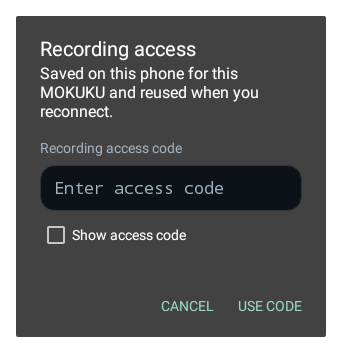 Recording access
Saved on this phone for this
MOKUKU and reused when you
reconnect.
Recording access code
Enter access code
Show access code
CANCEL USE CODE